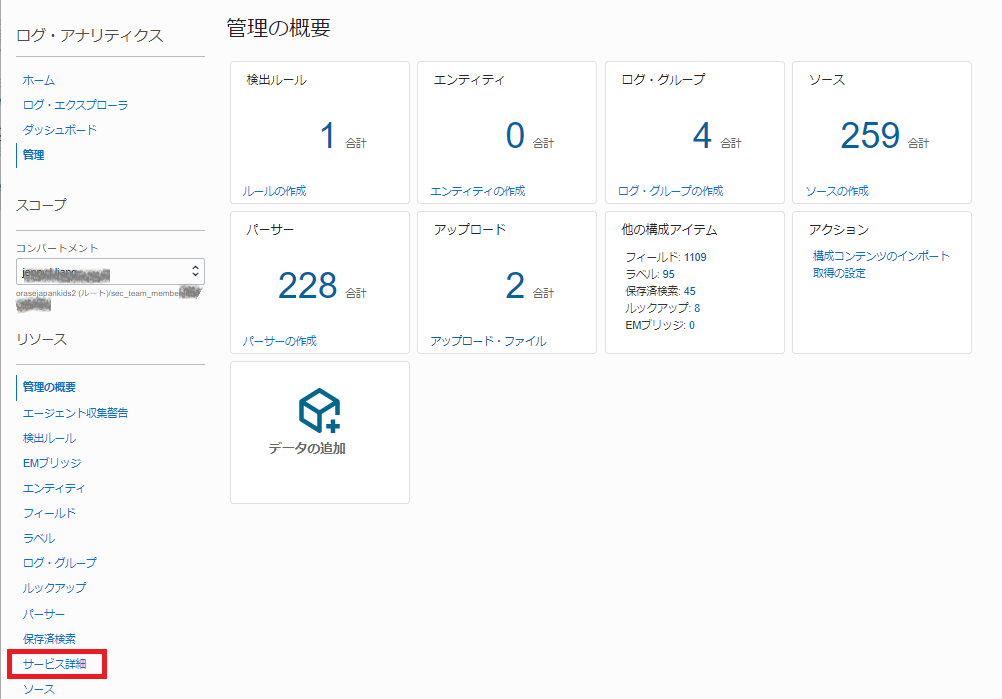 ログ・アナリティクス
ホーム
ログ・エクスプローラ
ダッシュボード
管理
スコープ
コンパートメント
orasejapankids2 (ルート)/sec_team_member
リソース
管理の概要
エージェント収集警告
検出ルール
EMブリッジ
エンティティ
フィールド
ラベル
ログ・グループ
ルックアップ
パーサー
保存済検索
サービス詳細
ソース
管理の概要
検出ルール
1 合計
ルールの作成
エンティティ
0 合計
エンティティの作成
ログ・グループ
4 合計
ログ・グループの作成
ソース
259 合計
ソースの作成
パーサー
228 合計
パーサーの作成
アップロード
2 合計
アップロード・ファイル
他の構成アイテム
フィールド: 1109
ラベル: 95
保存済検索: 45
ルックアップ: 8
EMブリッジ: 0
アクション
構成コンテンツのインポート
取得の設定
データの追加